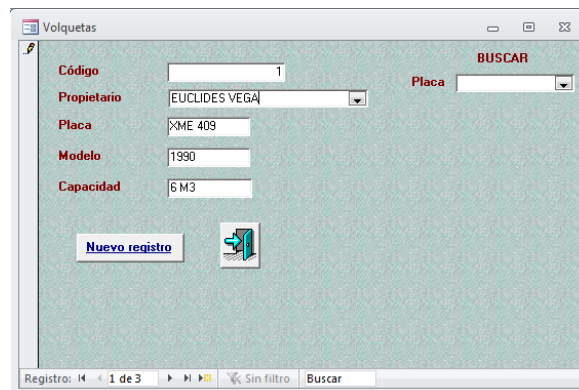 Volquetas
BUSCAR
Código 1
Placa
Propietario EUCLIDES VEGA
Placa XME 409
Modelo 1990
Capacidad 6 M3
Nuevo registro
Registro: 1 de 3 Sin filtro Buscar